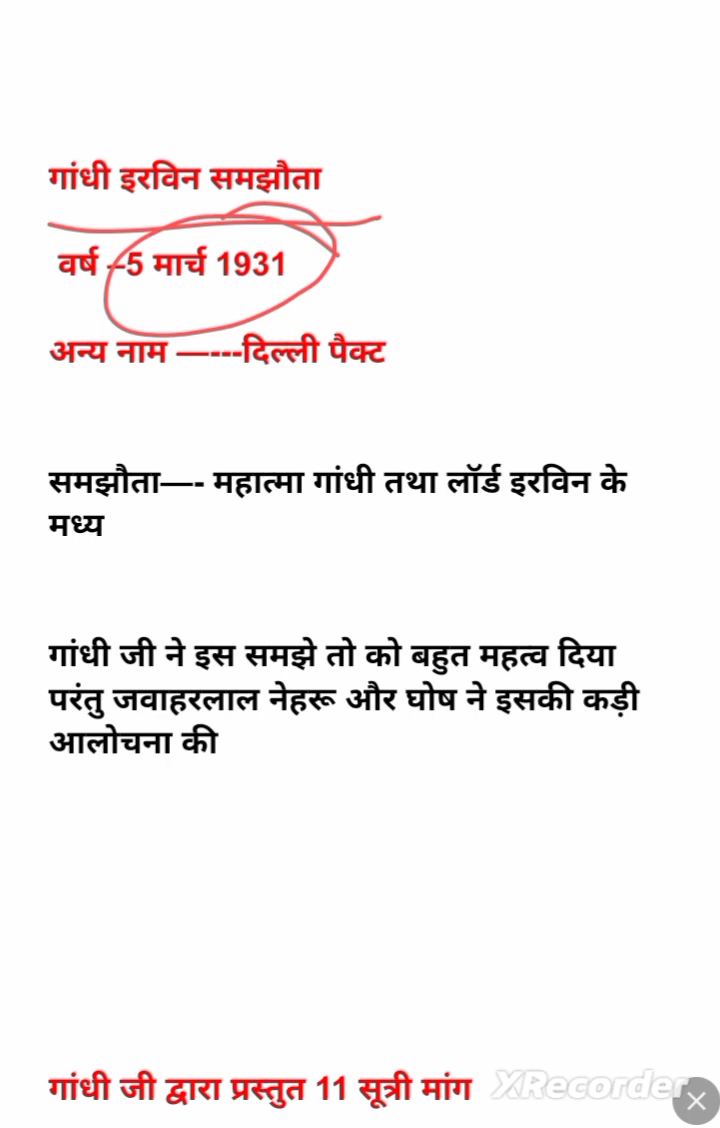 गांधी इरविन समझौता
वर्ष –5 मार्च 1931
अन्य नाम —---दिल्ली पैक्ट
समझौता—- महात्मा गांधी तथा लॉर्ड इरविन के
मध्य
गांधी जी ने इस समझे तो को बहुत महत्व दिया
परंतु जवाहरलाल नेहरू और घोष ने इसकी कड़ी
आलोचना की
गांधी जी द्वारा प्रस्तुत 11 सूत्री मांग
XRecorder